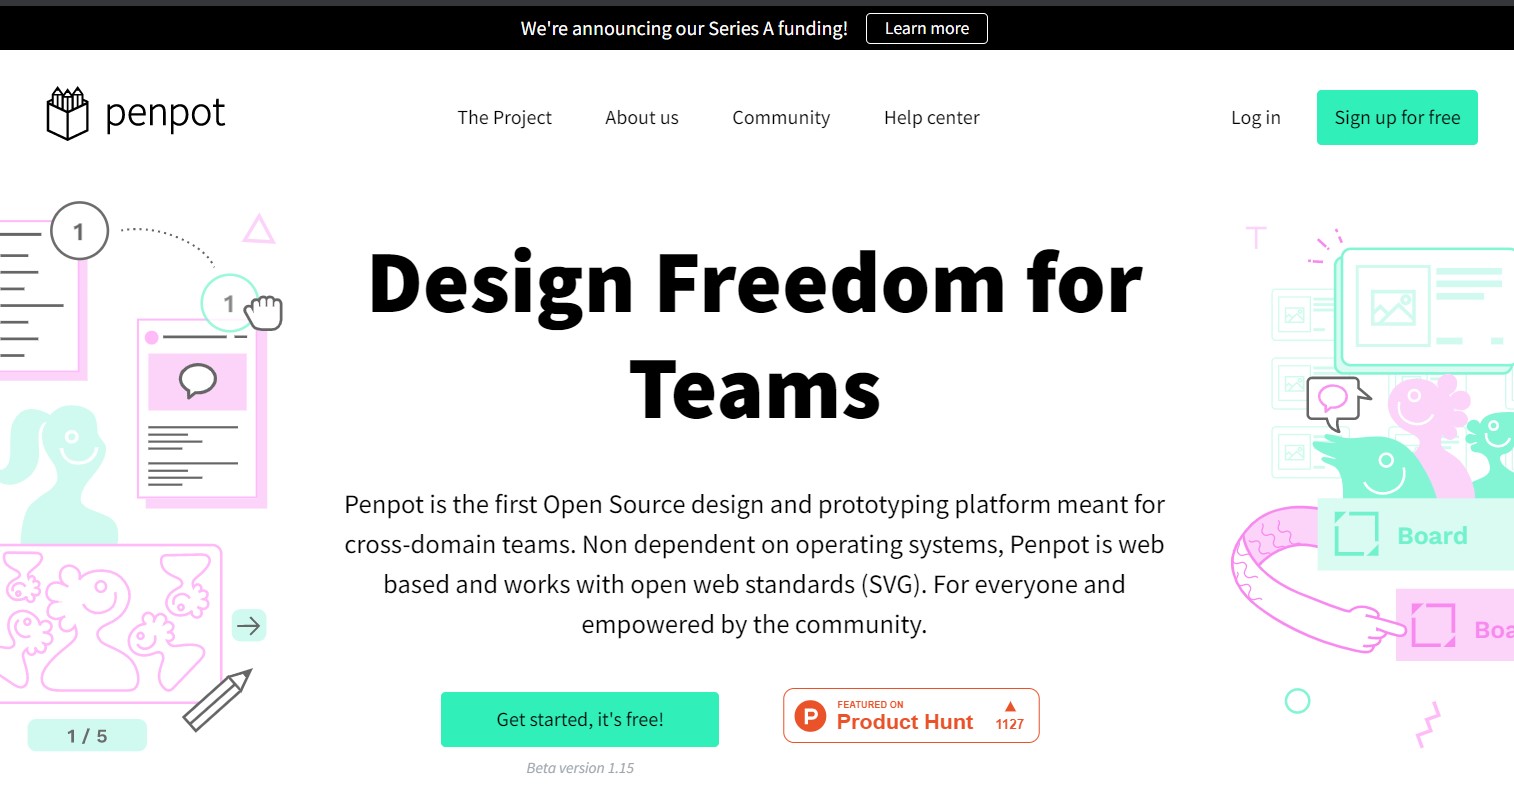 We're announcing our Series A funding! Learn more
penpot The Project About us Community Help center Log in Sign up for free
1
1
Design Freedom for
Teams
Penpot is the first Open Source design and prototyping platform meant for
cross-domain teams. Non dependent on operating systems, Penpot is web
based and works with open web standards (SVG). For everyone and
empowered by the community.
Board
Boa
Get started, it's free!
FEATURED ON
Product Hunt
1127
1 / 5
Beta version 1.15